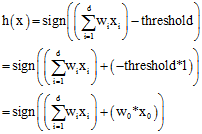 h(x) = sign((∑_{i=1}^{d} w_i x_i) − threshold)
= sign((∑_{i=1}^{d} w_i x_i) + (−threshold*1))
= sign((∑_{i=1}^{d} w_i x_i) + (w_0 * x_0))